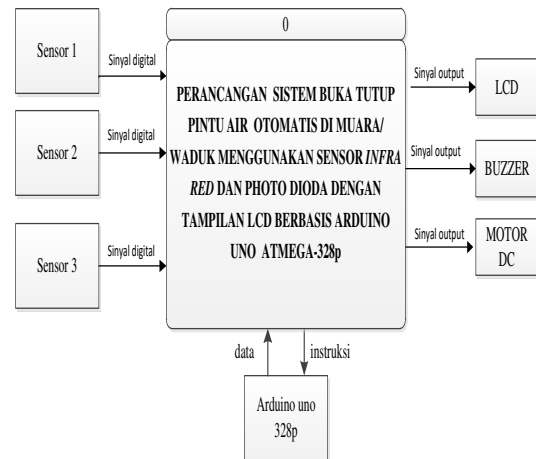 Sensor 1
Sinyal digital
Sensor 2
Sinyal digital
Sensor 3
Sinyal digital
0
PERANCANGAN SISTEM BUKA TUTUP
PINTU AIR OTOMATIS DI MUARA/
WADUK MENGGUNAKAN SENSOR INFRA
RED DAN PHOTO DIODA DENGAN
TAMPILAN LCD BERBASIS ARDUINO
UNO ATMEGA-328p
Sinyal output
LCD
Sinyal output
BUZZER
Sinyal output
MOTOR
DC
data
instruksi
Arduino uno
328p